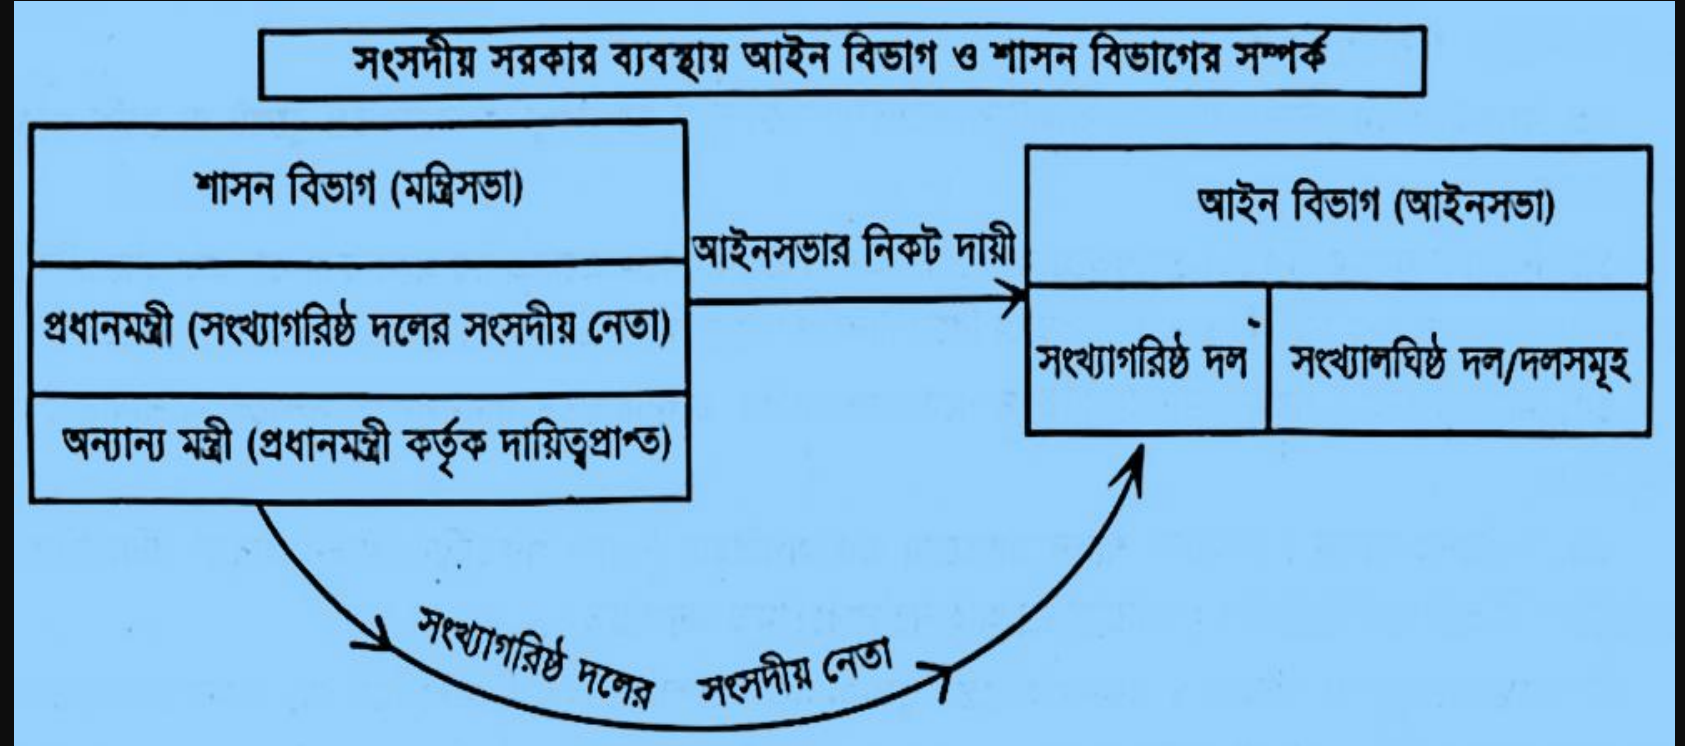 সংসদীয় সরকার ব্যবস্থায় আইন বিভাগ ও শাসন বিভাগের সম্পর্ক
শাসন বিভাগ (মন্ত্রিসভা)
প্রধানমন্ত্রী (সংখ্যাগরিষ্ঠ দলের সংসদীয় নেতা)
অন্যান্য মন্ত্রী (প্রধানমন্ত্রী কর্তৃক দায়িত্বপ্রাপ্ত)
আইনসভার নিকট দায়ী
আইন বিভাগ (আইনসভা)
সংখ্যাগরিষ্ঠ দল
সংখ্যালঘিষ্ঠ দল/দলসমূহ
সংখ্যাগরিষ্ঠ দলের সংসদীয় নেতা